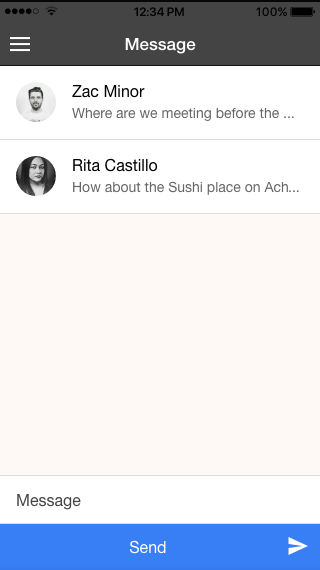 12:34 PM 100%
Message
Zac Minor
Where are we meeting before the ...
Rita Castillo
How about the Sushi place on Ach...
Message
Send